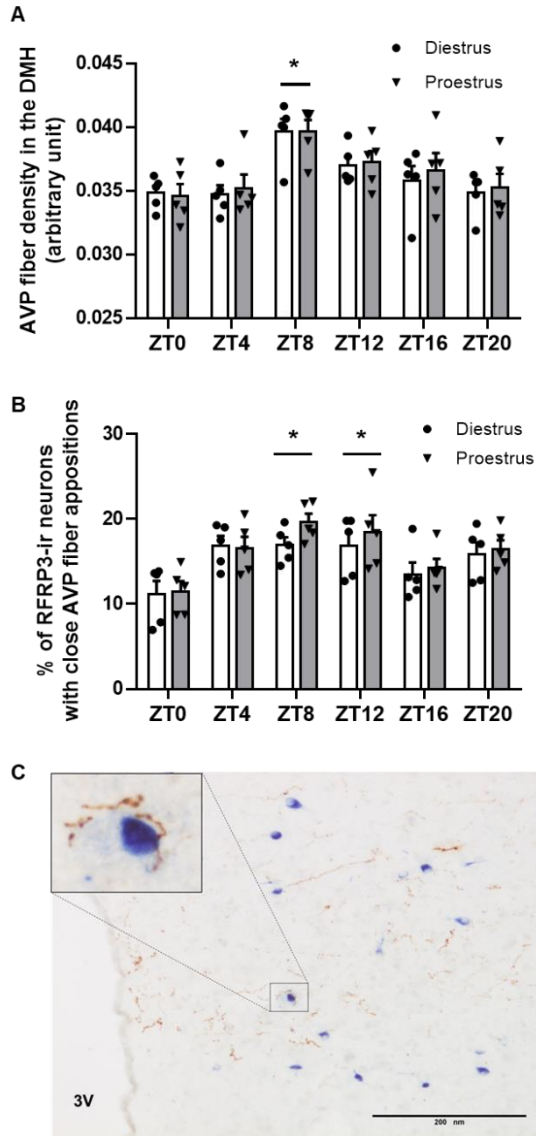 A
Diestrus
Proestrus
*
AVP fiber density in the DMH
(arbitrary unit)
0.045
0.040
0.035
0.030
0.025
ZT0 ZT4 ZT8 ZT12 ZT16 ZT20
B
Diestrus
Proestrus
* *
% of RFRP3-ir neurons
with close AVP fiber appositions
30
20
10
0
ZT0 ZT4 ZT8 ZT12 ZT16 ZT20
C
3V
200 nm